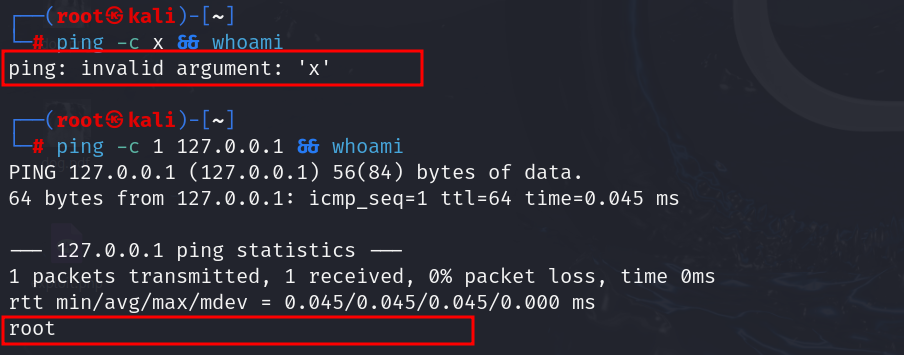 ┌──(root㉿kali)-[~]
└─# ping -c x && whoami
ping: invalid argument: 'x'
┌──(root㉿kali)-[~]
└─# ping -c 1 127.0.0.1 && whoami
PING 127.0.0.1 (127.0.0.1) 56(84) bytes of data.
64 bytes from 127.0.0.1: icmp_seq=1 ttl=64 time=0.045 ms
--- 127.0.0.1 ping statistics ---
1 packets transmitted, 1 received, 0% packet loss, time 0ms
rtt min/avg/max/mdev = 0.045/0.045/0.045/0.000 ms
root